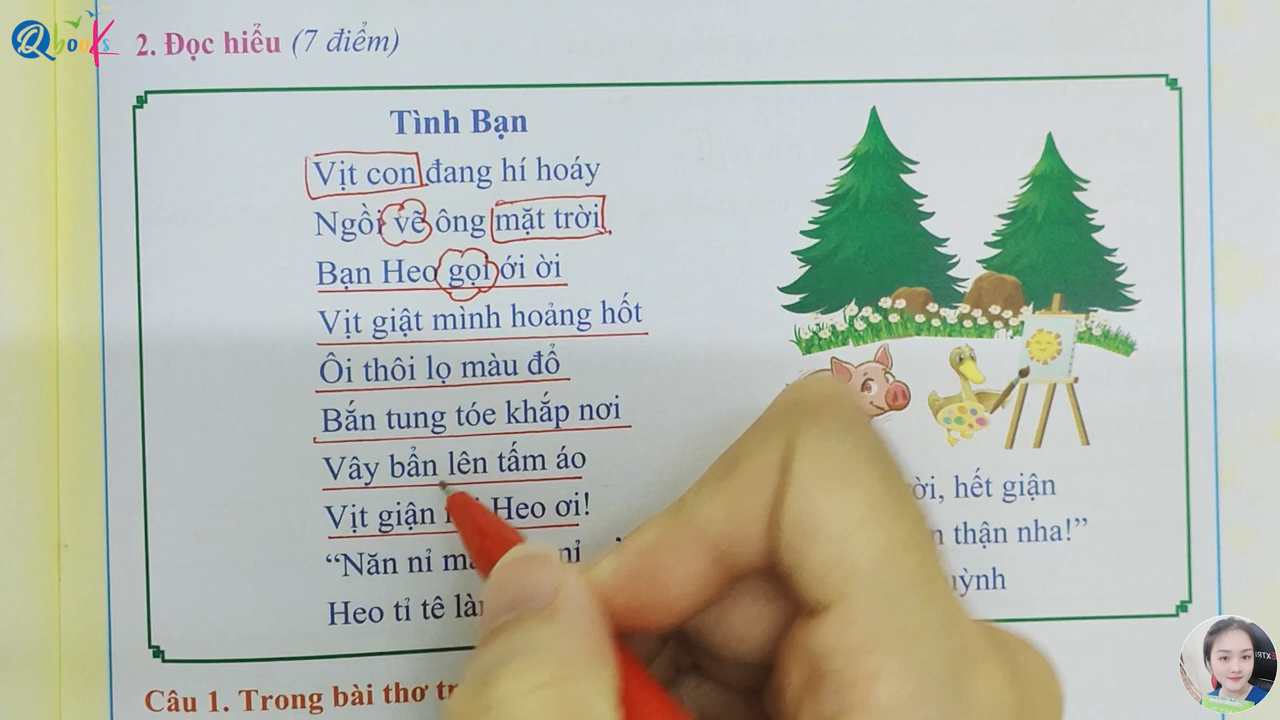 Qbooks
2. Đọc hiểu (7 điểm)
Tình Bạn
Vịt con đang hí hoáy
Ngồi vẽ ông mặt trời
Bạn Heo gọi ới ời
Vịt giật mình hoảng hốt
Ôi thôi lọ màu đổ
Bắn tung tóe khắp nơi
Vây bẩn lên tấm áo
Vịt giận Heo ơi!
“Năn nỉ nỉ
Heo tỉ tê
hết giận
thận nha!”
Câu 1. Trong bài thơ